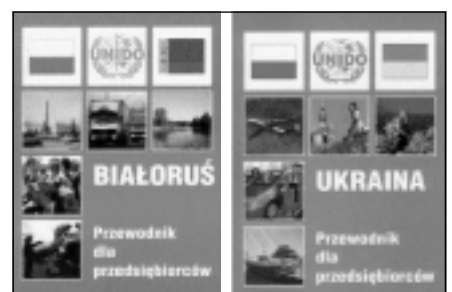 UNIDO
BIAŁORUŚ
Przewodnik
dla
przedsiębiorców
UNIDO
UKRAINA
Przewodnik
dla
przedsiębiorców